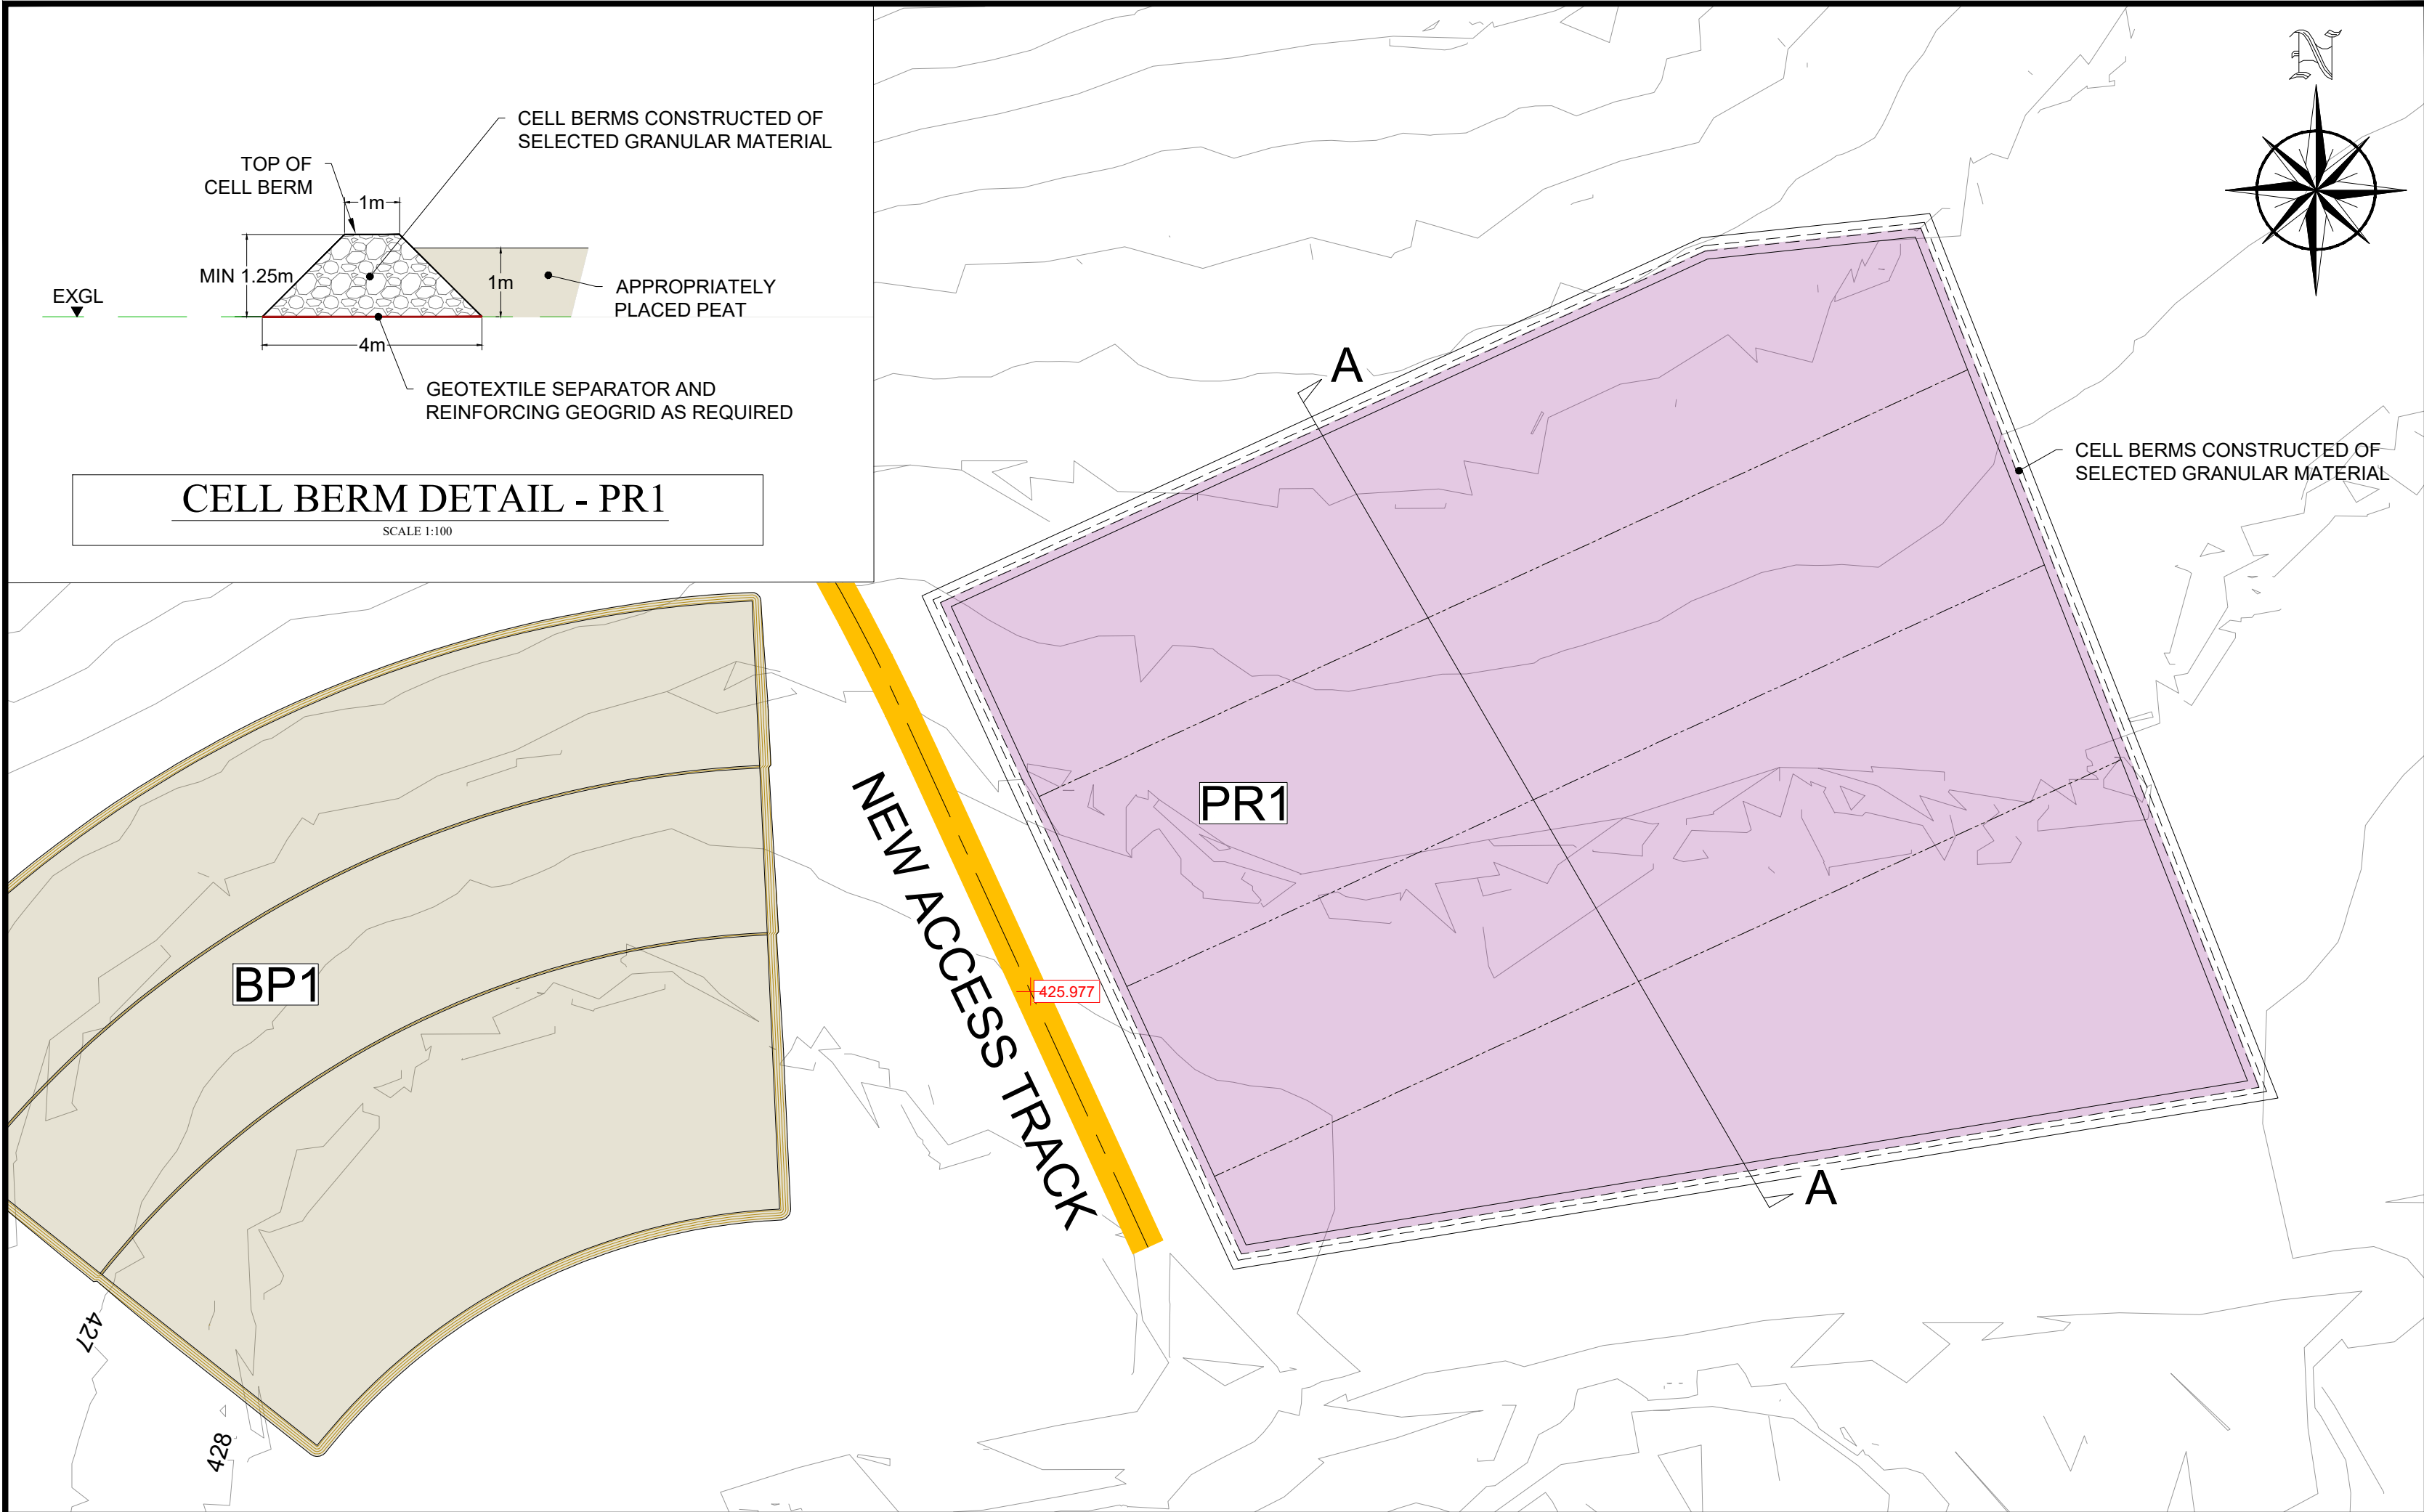 CELL BERMS CONSTRUCTED OF
SELECTED GRANULAR MATERIAL
TOP OF
CELL BERM
1m
MIN 1.25m
1m
EXGL
APPROPRIATELY
PLACED PEAT
4m
GEOTEXTILE SEPARATOR AND
REINFORCING GEOGRID AS REQUIRED
CELL BERM DETAIL - PR1
SCALE 1:100
N
A
CELL BERMS CONSTRUCTED OF
SELECTED GRANULAR MATERIAL
PR1
NEW ACCESS TRACK
BP1
425.977
A
427
428